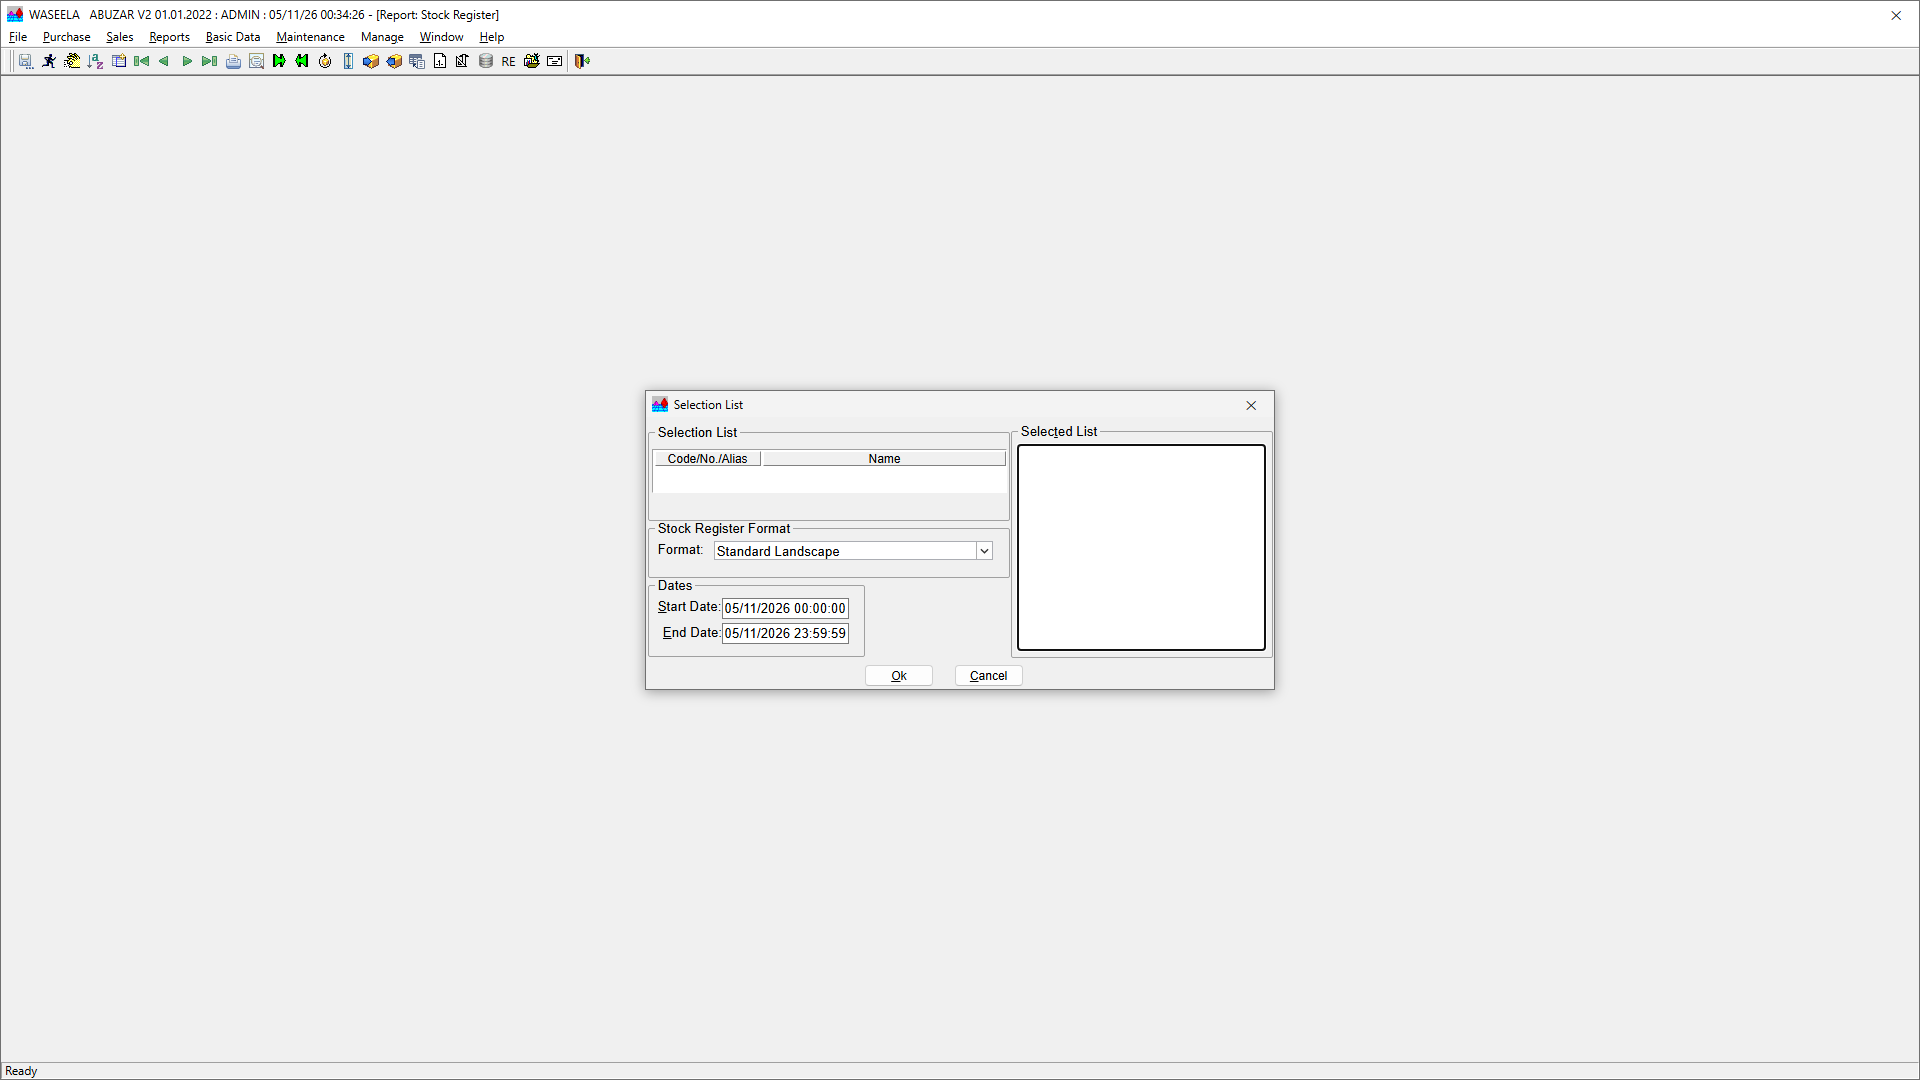 WASEELA ABUZAR V2 01.01.2022 : ADMIN : 05/11/26 00:34:26 - [Report: Stock Register]
File Purchase Sales Reports Basic Data Maintenance Manage Window Help
RE
Selection List
Selection List
Code/No./Alias Name
Selected List
Stock Register Format
Format: Standard Landscape
Dates
Start Date: 05/11/2026 00:00:00
End Date: 05/11/2026 23:59:59
Ok Cancel
Ready